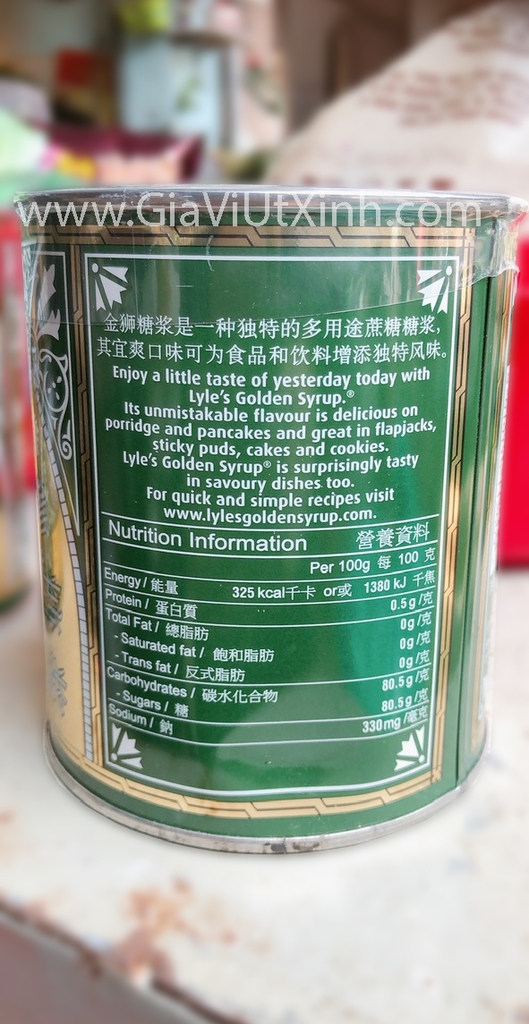 www.GiaViUtXinh.com
金狮糖浆是一种独特的多用途蔗糖糖浆,
其宜爽口味可为食品和饮料增添独特风味。
Enjoy a little taste of yesterday today with
Lyle's Golden Syrup.®
Its unmistakable flavour is delicious on
porridge and pancakes and great in flapjacks,
sticky puds, cakes and cookies.
Lyle's Golden Syrup® is surprisingly tasty
in savoury dishes too.
For quick and simple recipes visit
www.lylesgoldensyrup.com.
Nutrition Information 營養資料
Per 100g 每 100 克
Energy / 能量 325 kcal千卡 or或 1380 kJ 千焦
Protein / 蛋白質 0.5g /克
Total Fat / 總脂肪 0g /克
- Saturated fat / 飽和脂肪 0g /克
- Trans fat / 反式脂肪 0g /克
Carbohydrates / 碳水化合物 80.5g /克
- Sugars / 糖 80.5g /克
Sodium / 鈉 330mg /毫克